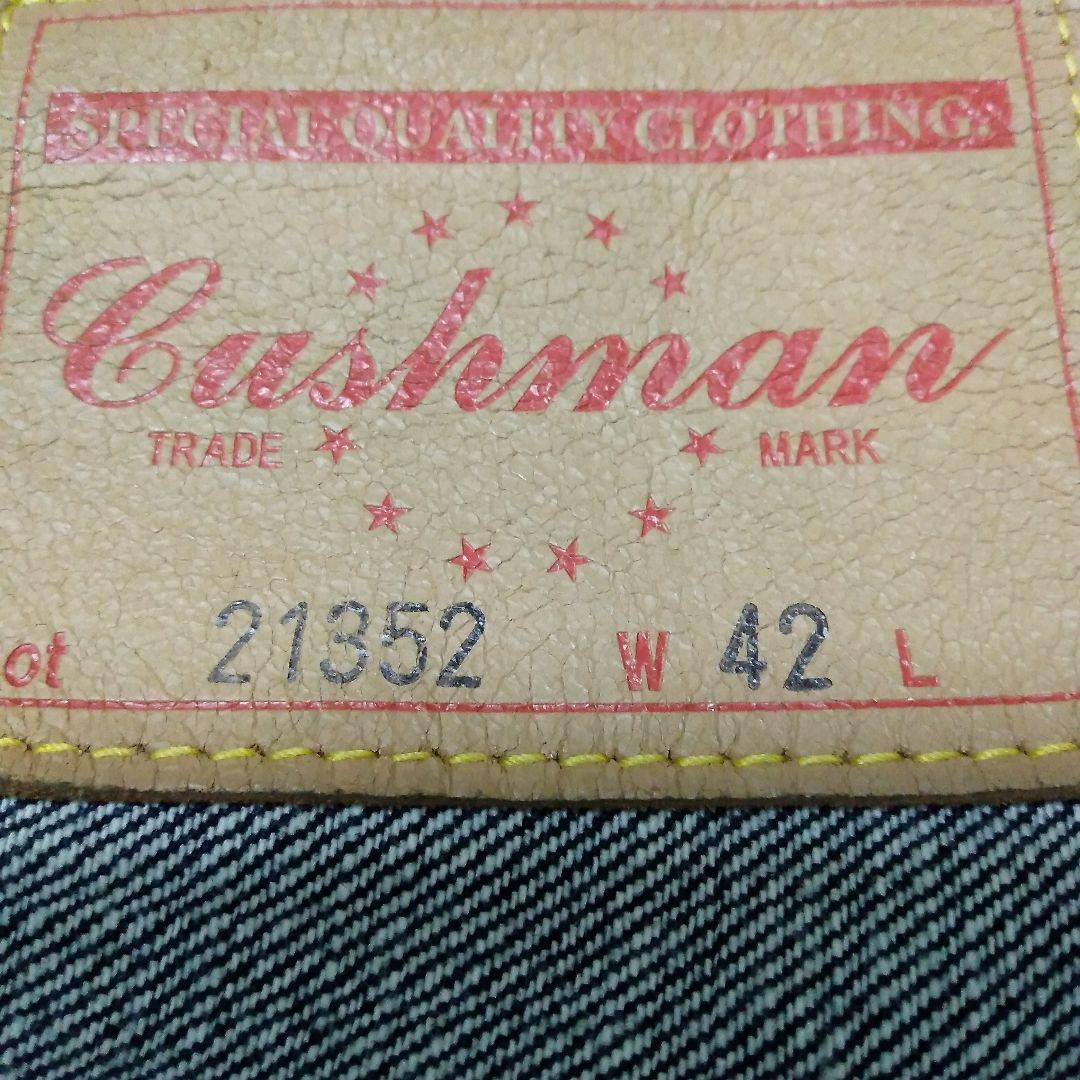 SPECIAL QUALITY CLOTHING.
Cushman
TRADE MARK
ot 21352 W 42 L